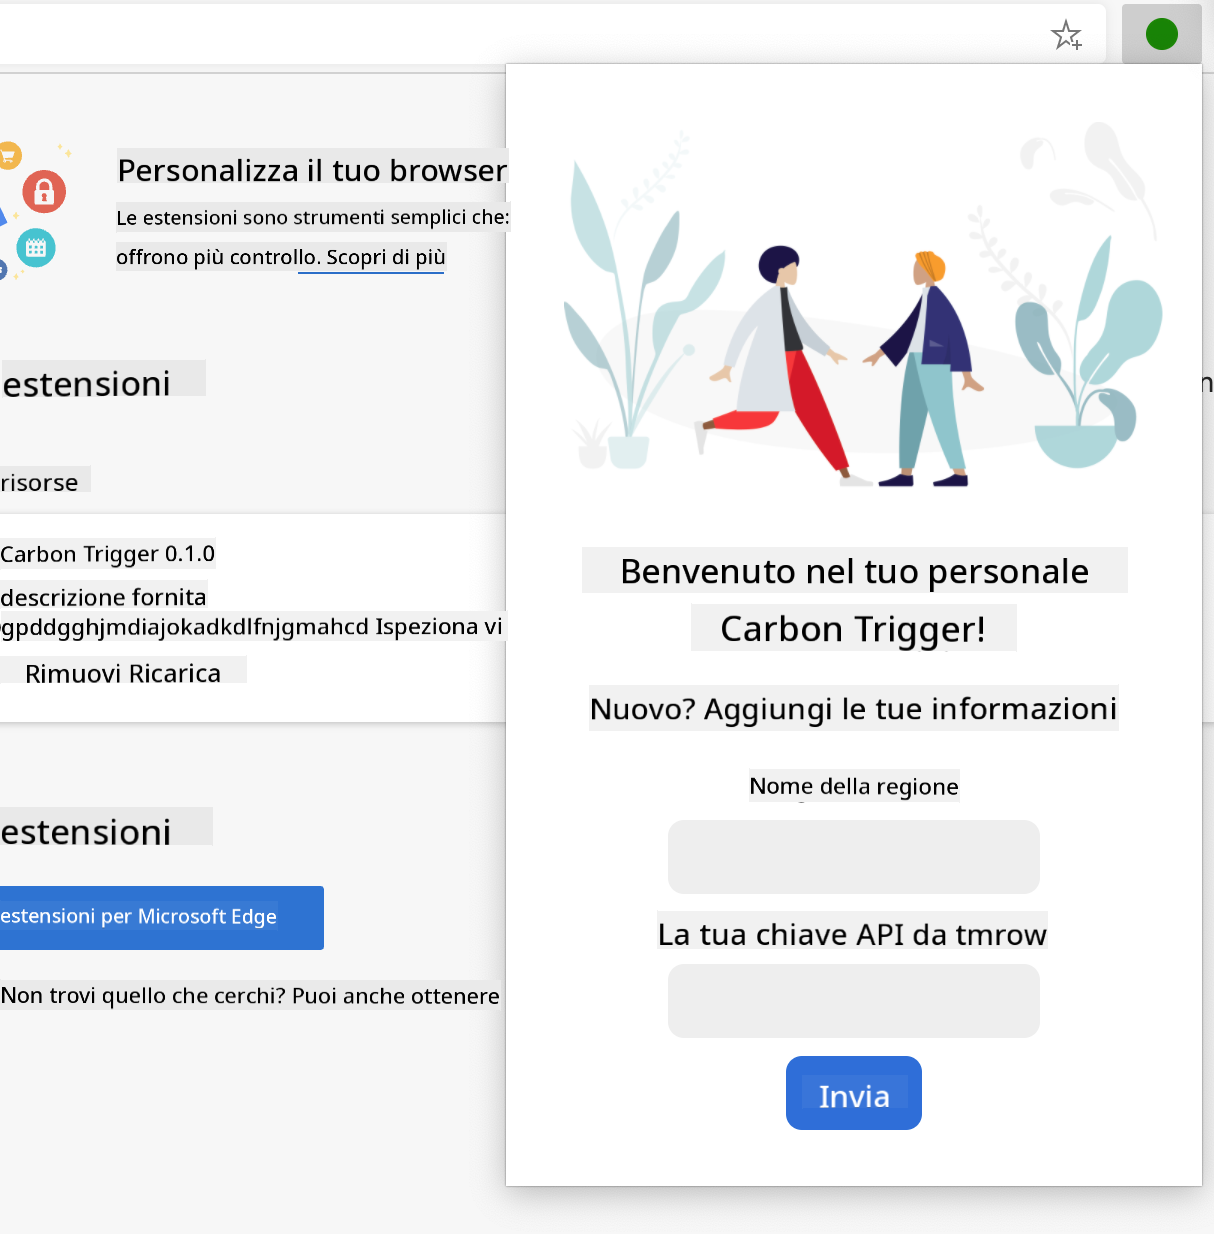 Personalizza il tuo browser
Le estensioni sono strumenti semplici che:
offrono più controllo. Scopri di più
estensioni
risorse
Carbon Trigger 0.1.0
descrizione fornita
gpddgghjmdiajokadkdlfnjgmahcd Ispeziona vi
Rimuovi Ricarica
estensioni
estensioni per Microsoft Edge
Non trovi quello che cerchi? Puoi anche ottenere
Benvenuto nel tuo personale
Carbon Trigger!
Nuovo? Aggiungi le tue informazioni
Nome della regione
La tua chiave API da tmrow
Invia